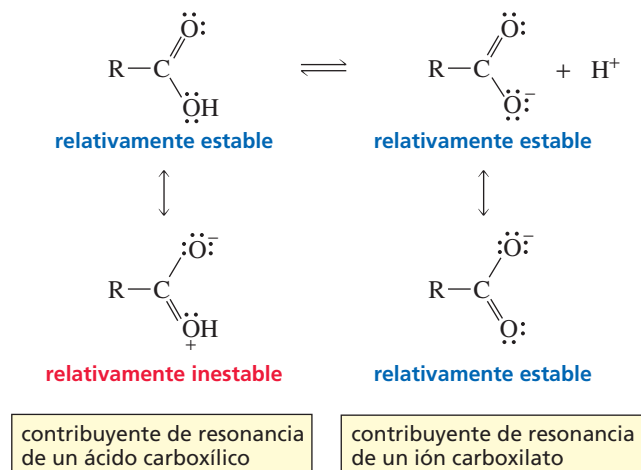 R—C O: OH ⇌ R—C O: O:⁻ + H⁺
relativamente estable relativamente estable
R—C :O:⁻ OH + R—C :O:⁻ O:
relativamente inestable relativamente estable
contribuyente de resonancia
de un ácido carboxílico
contribuyente de resonancia
de un ión carboxilato